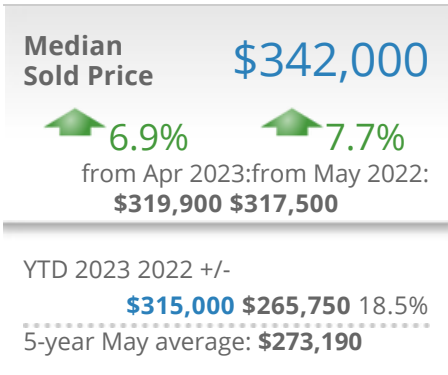 Median
Sold Price
$342,000
6.9% 7.7%
from Apr 2023:from May 2022:
$319,900 $317,500
YTD 2023 2022 +/-
$315,000 $265,750 18.5%
5-year May average: $273,190